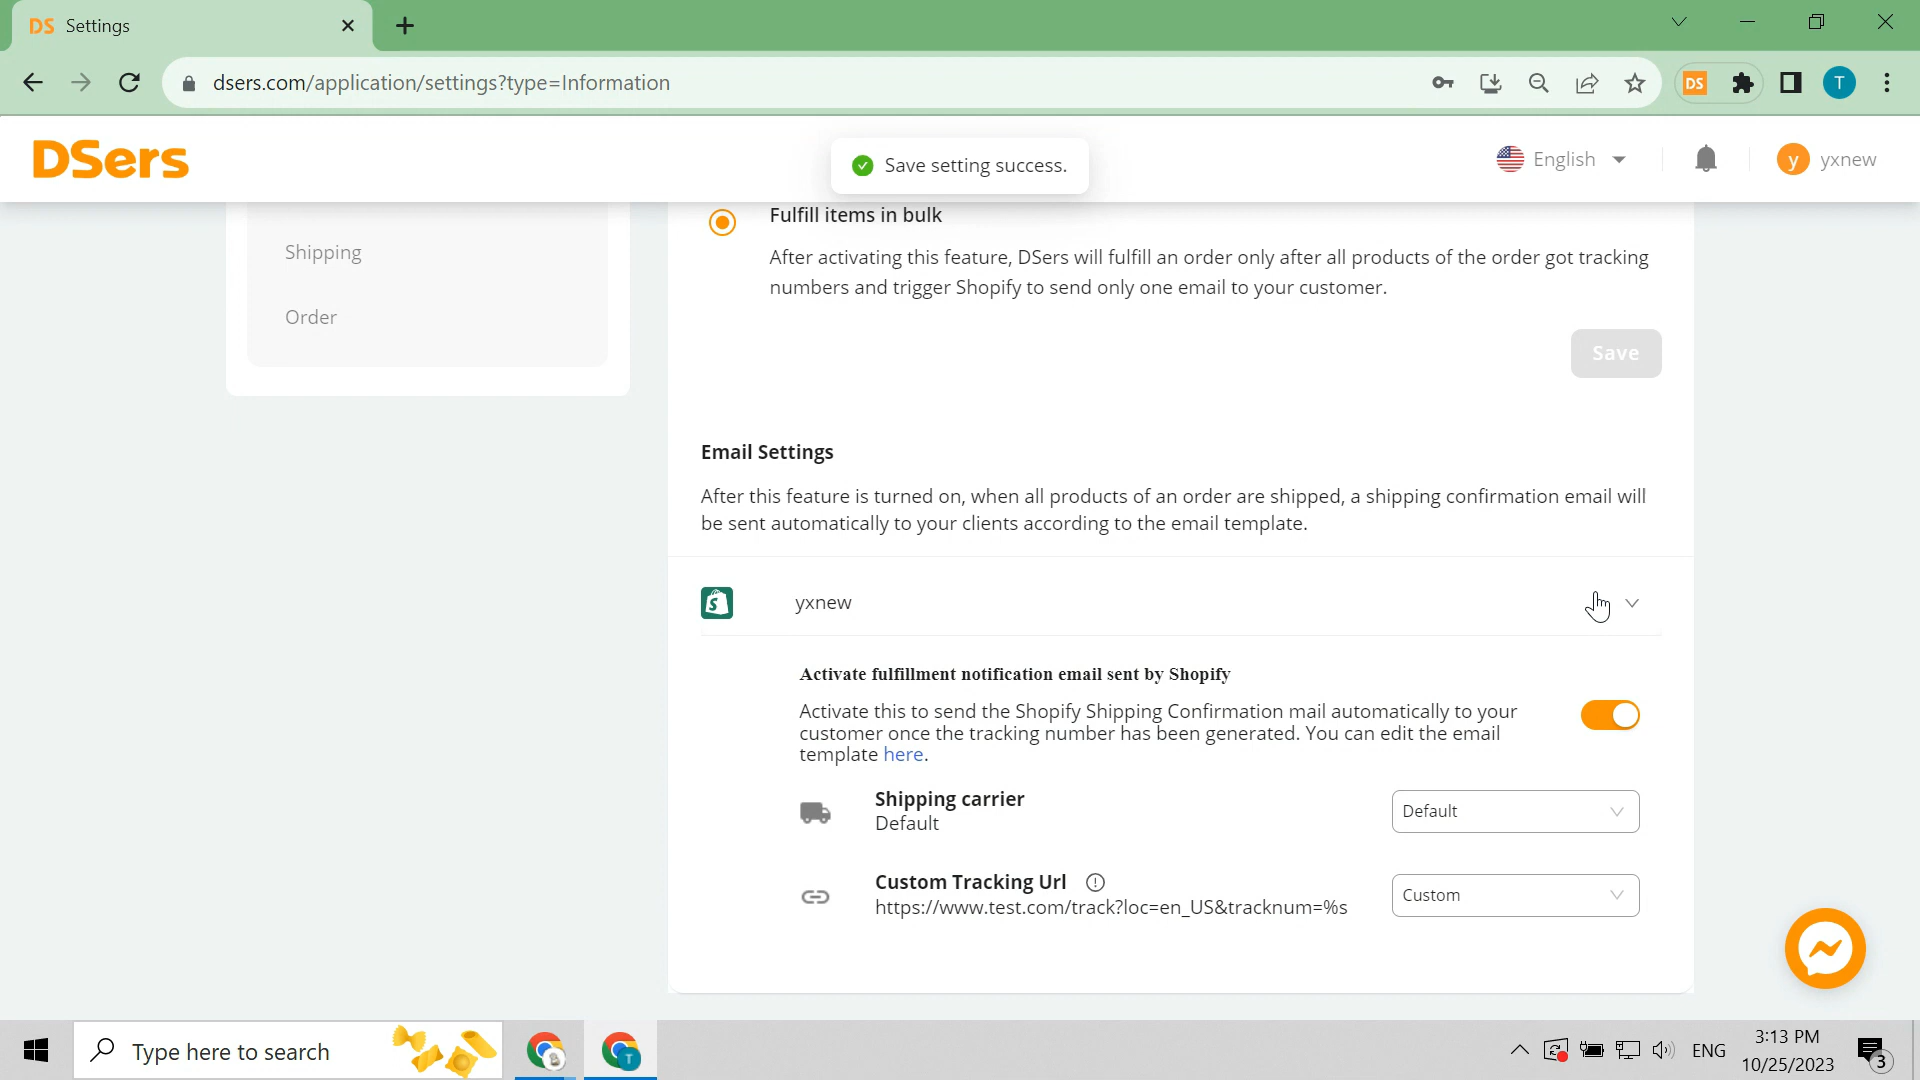 DS Settings
dsers.com/application/settings?type=Information
DS
T
DSers
Save setting success.
English
y yxnew
Fulfill items in bulk
Shipping
After activating this feature, DSers will fulfill an order only after all products of the order got tracking
numbers and trigger Shopify to send only one email to your customer.
Order
Save
Email Settings
After this feature is turned on, when all products of an order are shipped, a shipping confirmation email will
be sent automatically to your clients according to the email template.
yxnew
Activate fulfillment notification email sent by Shopify
Activate this to send the Shopify Shipping Confirmation mail automatically to your
customer once the tracking number has been generated. You can edit the email
template here.
Shipping carrier
Default
Default
Custom Tracking Url
https://www.test.com/track?loc=en_US&tracknum=%s
Custom
Type here to search
T
ENG
3:13 PM
10/25/2023
3